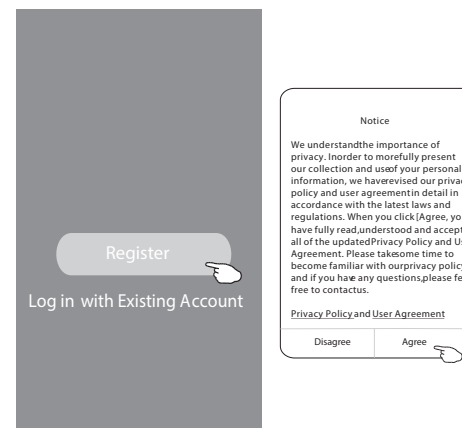 Register
Log in with Existing Account
Notice
We understandthe importance of
privacy. Inorder to morefully present
our collection and useof your personal
information, we haverevised our privac
policy and user agreementin detail in
accordance with the latest laws and
regulations. When you click [Agree, yo
have fully read,understood and accept
all of the updatedPrivacy Policy and Us
Agreement. Please takesome time to
become familiar with ourprivacy policy
and if you have any questions,please fe
free to contactus.
Privacy Policy and User Agreement
Disagree
Agree